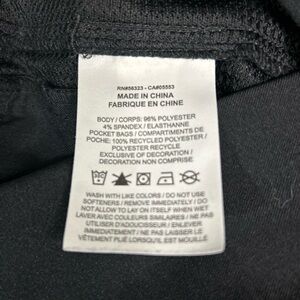 RN#56323 - CA#05553
MADE IN CHINA
FABRIQUE EN CHINE
BODY / CORPS: 96% POLYESTER
4% SPANDEX / ELASTHANNE
POCKET BAGS / COMPARTIMENTS DE
POCHE: 100% RECYCLED POLYESTER /
POLYESTER RECYCLE
EXCLUSIVE OF DECORATION /
DECORATION NON COMPRISE
WASH WITH LIKE COLORS / DO NOT USE
SOFTENERS / REMOVE IMMEDIATELY / DO
NOT ALLOW TO LAY ON ITSELF WHEN WET
LAVER AVEC COULEURS SIMILAIRES / NE PAS
UTILISER D'ADOUCISSEUR / ENLEVER
IMMEDIATEMENT / NE PAS LAISSER LE
VÊTEMENT PLIÉ LORSQU'IL EST MOUILLÉ